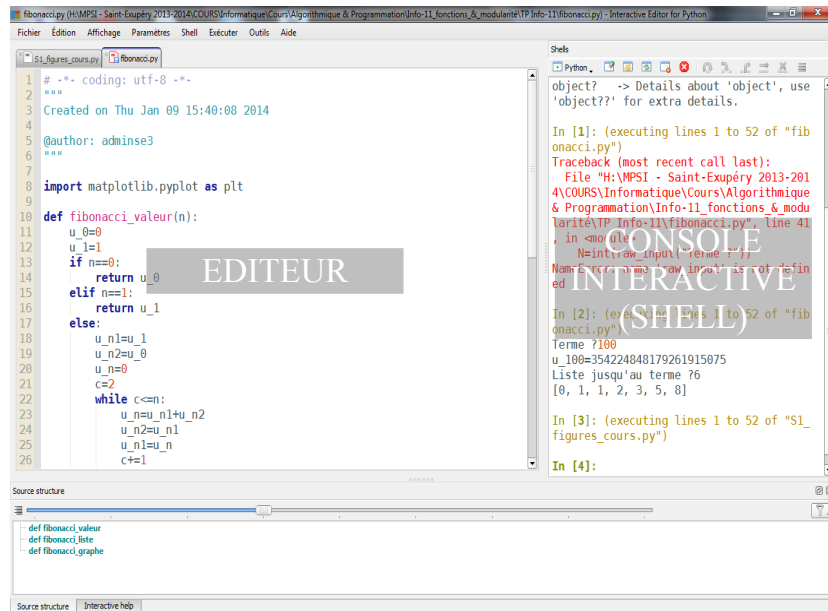 fibonacci.py (H:\MPSI - Saint-Exupéry 2013-2014\COURS\Informatique\Cours\Algorithmique & Programmation\Info-11_fonctions_&_modularité\TP Info-11\fibonacci.py) - Interactive Editor for Python
Fichier Édition Affichage Paramètres Shell Exécuter Outils Aide
S1_figures_cours.py fibonacci.py
1 # -*- coding: utf-8 -*-
2 """
3 Created on Thu Jan 09 15:40:08 2014
4
5 @author: adminse3
6 """
7
8 import matplotlib.pyplot as plt
9
10 def fibonacci_valeur(n):
11 u_0=0
12 u_1=1
13 if n==0:
14 return u_0
15 elif n==1:
16 return u_1
17 else:
18 u_n1=u_1
19 u_n2=u_0
20 u_n=0
21 c=2
22 while c<=n:
23 u_n=u_n1+u_n2
24 u_n2=u_n1
25 u_n1=u_n
26 c+=1
EDITEUR
Shells
Python
object? -> Details about 'object', use
'object??' for extra details.
In [1]: (executing lines 1 to 52 of "fib
onacci.py")
Traceback (most recent call last):
File "H:\MPSI - Saint-Exupéry 2013-201
4\COURS\Informatique\Cours\Algorithmique
& Programmation\Info-11_fonctions_&_modu
larité\TP Info-11\fibonacci.py", line 41
, in <module>
N=int(raw_input("Terme ?"))
NameError: name 'raw_input' is not defin
ed
In [2]: (executing lines 1 to 52 of "fib
onacci.py")
Terme ?100
u_100=354224848179261915075
Liste jusqu'au terme ?6
[0, 1, 1, 2, 3, 5, 8]
In [3]: (executing lines 1 to 52 of "S1_
figures_cours.py")
In [4]:
CONSOLE
INTERACTIVE
(SHELL)
Source structure
def fibonacci_valeur
def fibonacci_liste
def fibonacci_graphe
Source structure Interactive help